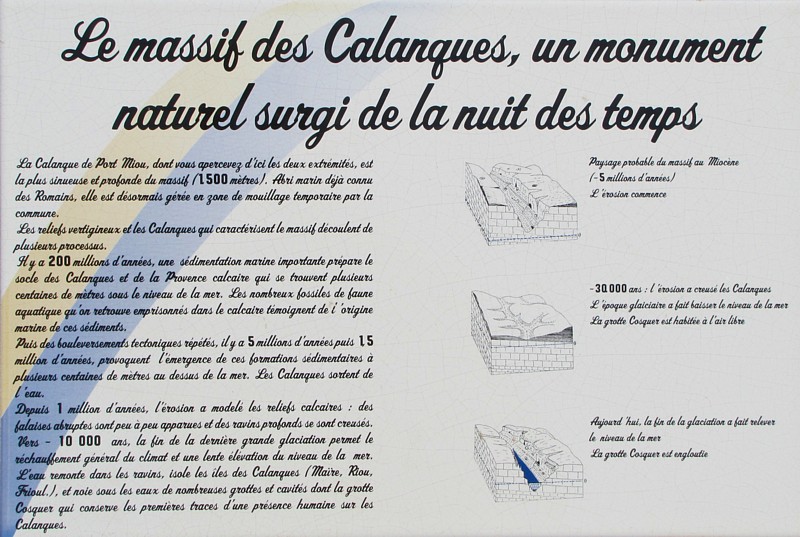 Le massif des Calanques, un monument
naturel surgi de la nuit des temps
La Calanque de Port Miou, dont vous apercevez d'ici les deux extrémités, est
la plus sinueuse et profonde du massif (1500 mètres). Abri marin déjà connu
des Romains, elle est désormais gérée en zone de mouillage temporaire par la
commune.
Les reliefs vertigineux et les Calanques qui caractérisent le massif découlent de
plusieurs processus.
Il y a 200 millions d'années, une sédimentation marine importante prépare le
socle des Calanques et de la Provence calcaire qui se trouvent plusieurs
centaines de mètres sous le niveau de la mer. Les nombreux fossiles de faune
aquatique qu'on retrouve emprisonnés dans le calcaire témoignent de l'origine
marine de ces sédiments.
Puis des bouleversements tectoniques répétés, il y a 5 millions d'années puis 1,5
million d'années, provoquent l'émergence de ces formations sédimentaires à
plusieurs centaines de mètres au dessus de la mer. Les Calanques sortent de
l'eau.
Depuis 1 million d'années, l'érosion a modelé les reliefs calcaires : des
falaises abruptes sont peu à peu apparues et des ravins profonds se sont creusés.
Vers - 10 000 ans, la fin de la dernière grande glaciation permet le
réchauffement général du climat et une lente élevation du niveau de la mer.
L'eau remonte dans les ravins, isole les îles des Calanques (Maïre, Riou,
Frioul.), et noie sous les eaux de nombreuses grottes et cavités dont la grotte
Cosquer qui conserve les premières traces d'une présence humaine sur les
Calanques.
Paysage probable du massif au Miocène
(-5 millions d'années)
L'érosion commence
-30000 ans : l'érosion a creusé les Calanques
L'époque glaiciaire a fait baisser le niveau de la mer
La grotte Cosquer est habitée à l'air libre
Aujourd'hui, la fin de la glaciation a fait relever
le niveau de la mer
La grotte Cosquer est engloutie